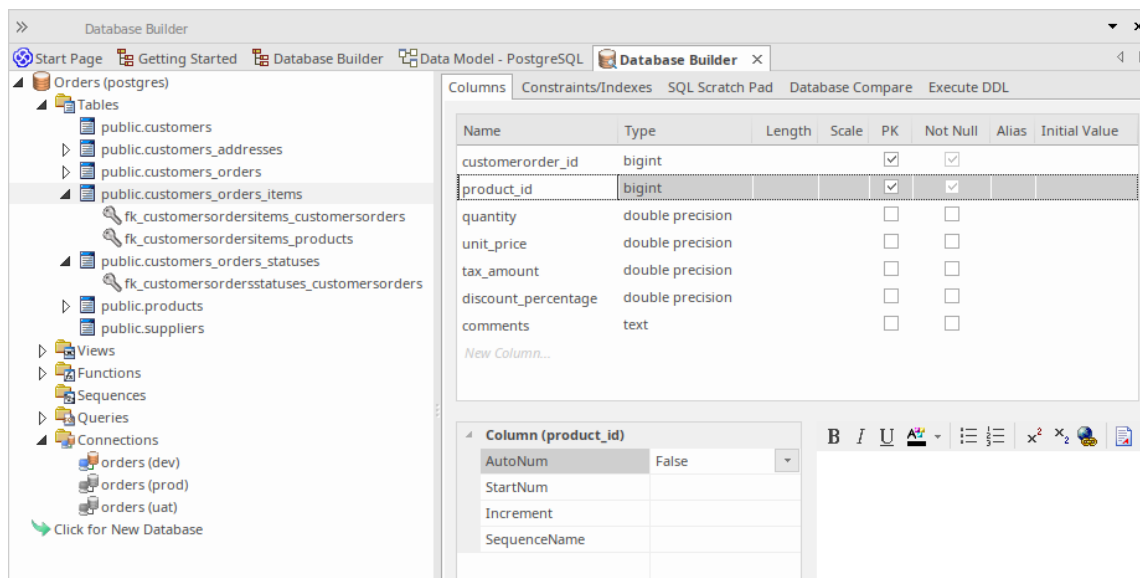 Database Builder
Start Page Getting Started Database Builder Data Model - PostgreSQL Database Builder
Orders (postgres)
Tables
public.customers
public.customers_addresses
public.customers_orders
public.customers_orders_items
fk_customersordersitems_customersorders
fk_customersordersitems_products
public.customers_orders_statuses
fk_customersordersstatuses_customersorders
public.products
public.suppliers
Views
Functions
Sequences
Queries
Connections
orders (dev)
orders (prod)
orders (uat)
Click for New Database
Columns Constraints/Indexes SQL Scratch Pad Database Compare Execute DDL
Name Type Length Scale PK Not Null Alias Initial Value
customerorder_id bigint
product_id bigint
quantity double precision
unit_price double precision
tax_amount double precision
discount_percentage double precision
comments text
New Column...
Column (product_id)
AutoNum False
StartNum
Increment
SequenceName
B I U A x² x₂